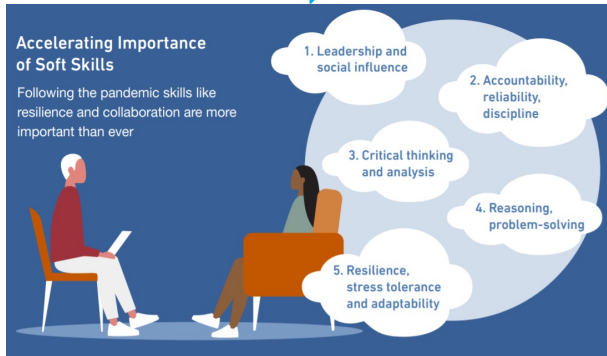 Accelerating Importance
of Soft Skills
Following the pandemic skills like
resilience and collaboration are more
important than ever
1. Leadership and
social influence
2. Accountability,
reliability,
discipline
3. Critical thinking
and analysis
4. Reasoning,
problem-solving
5. Resilience,
stress tolerance
and adaptability